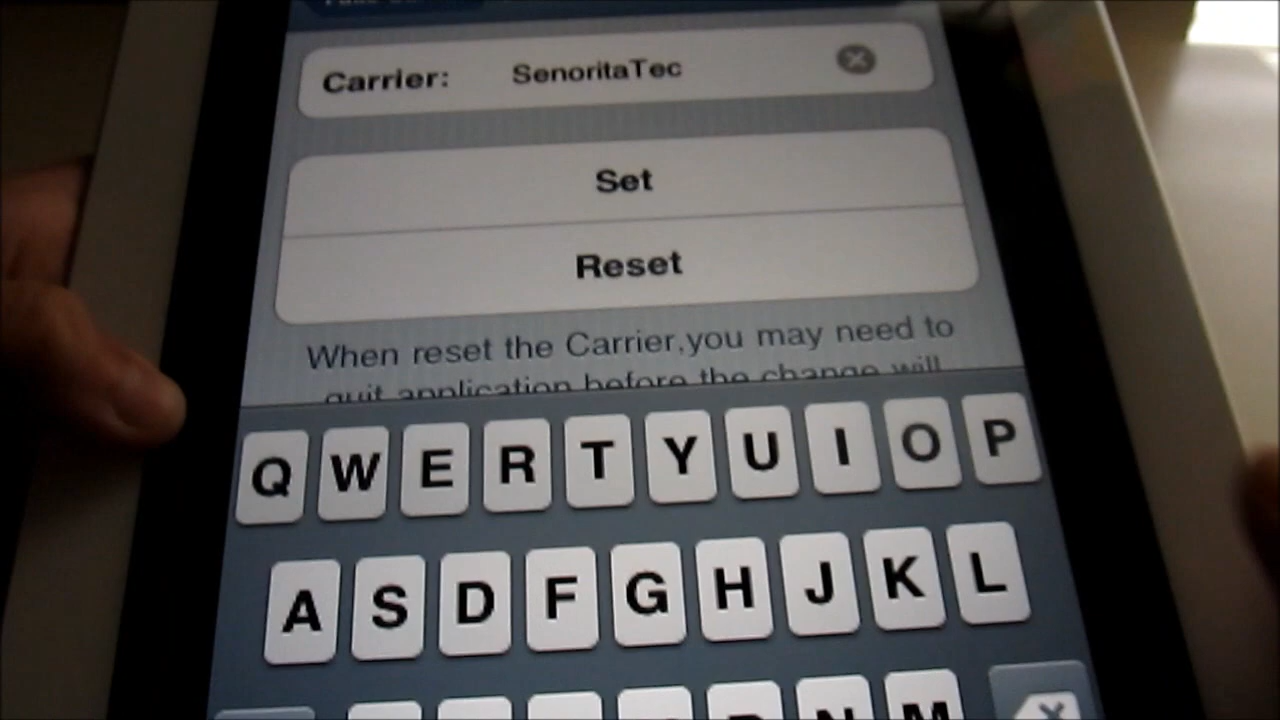 Carrier: SenoritaTec
Set
Reset
When reset the Carrier,you may need to
quit application before the change will
Q W E R T Y U I O P
A S D F G H J K L
N M